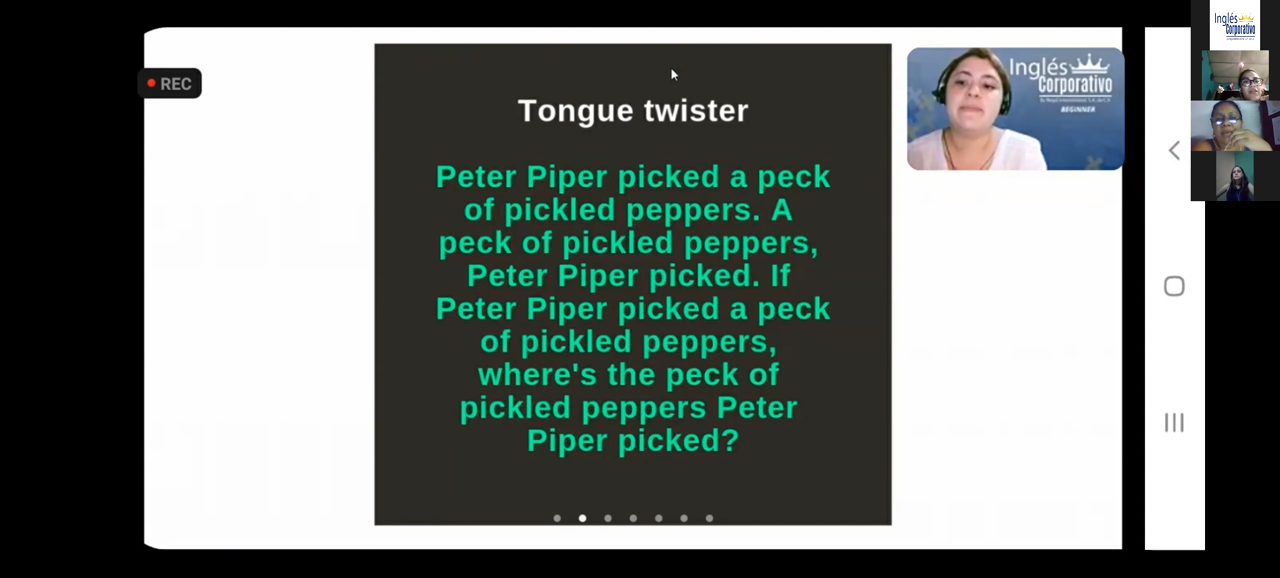 REC
Tongue twister
Peter Piper picked a peck
of pickled peppers. A
peck of pickled peppers,
Peter Piper picked. If
Peter Piper picked a peck
of pickled peppers,
where's the peck of
pickled peppers Peter
Piper picked?
Inglés
Corporativo
BEGINNER
Inglés
Corporativo